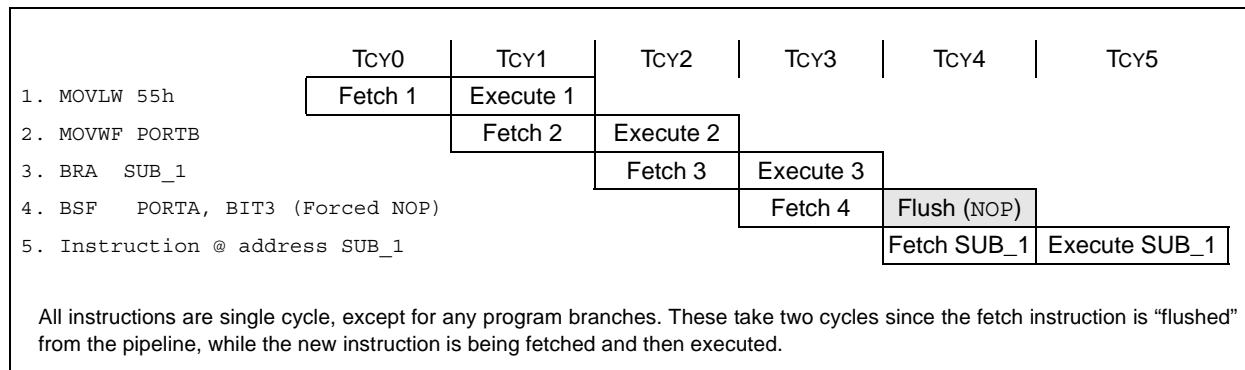 TCY0 TCY1 TCY2 TCY3 TCY4 TCY5
1. MOVLW 55h Fetch 1 Execute 1
2. MOVWF PORTB Fetch 2 Execute 2
3. BRA SUB_1 Fetch 3 Execute 3
4. BSF PORTA, BIT3 (Forced NOP) Fetch 4 Flush (NOP)
5. Instruction @ address SUB_1 Fetch SUB_1 Execute SUB_1
All instructions are single cycle, except for any program branches. These take two cycles since the fetch instruction is “flushed”
from the pipeline, while the new instruction is being fetched and then executed.